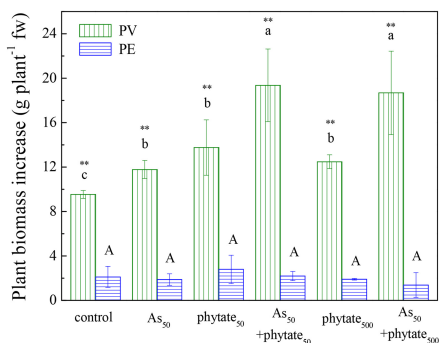 Plant biomass increase (g plant⁻¹ fw)
24
20
16
12
8
4
0
PV
PE
**
c
**
b
**
b
**
a
**
b
**
a
A
A
A
A
A
A
control
As₅₀
phytate₅₀
As₅₀
+phytate₅₀
phytate₅₀₀
As₅₀
+phytate₅₀₀